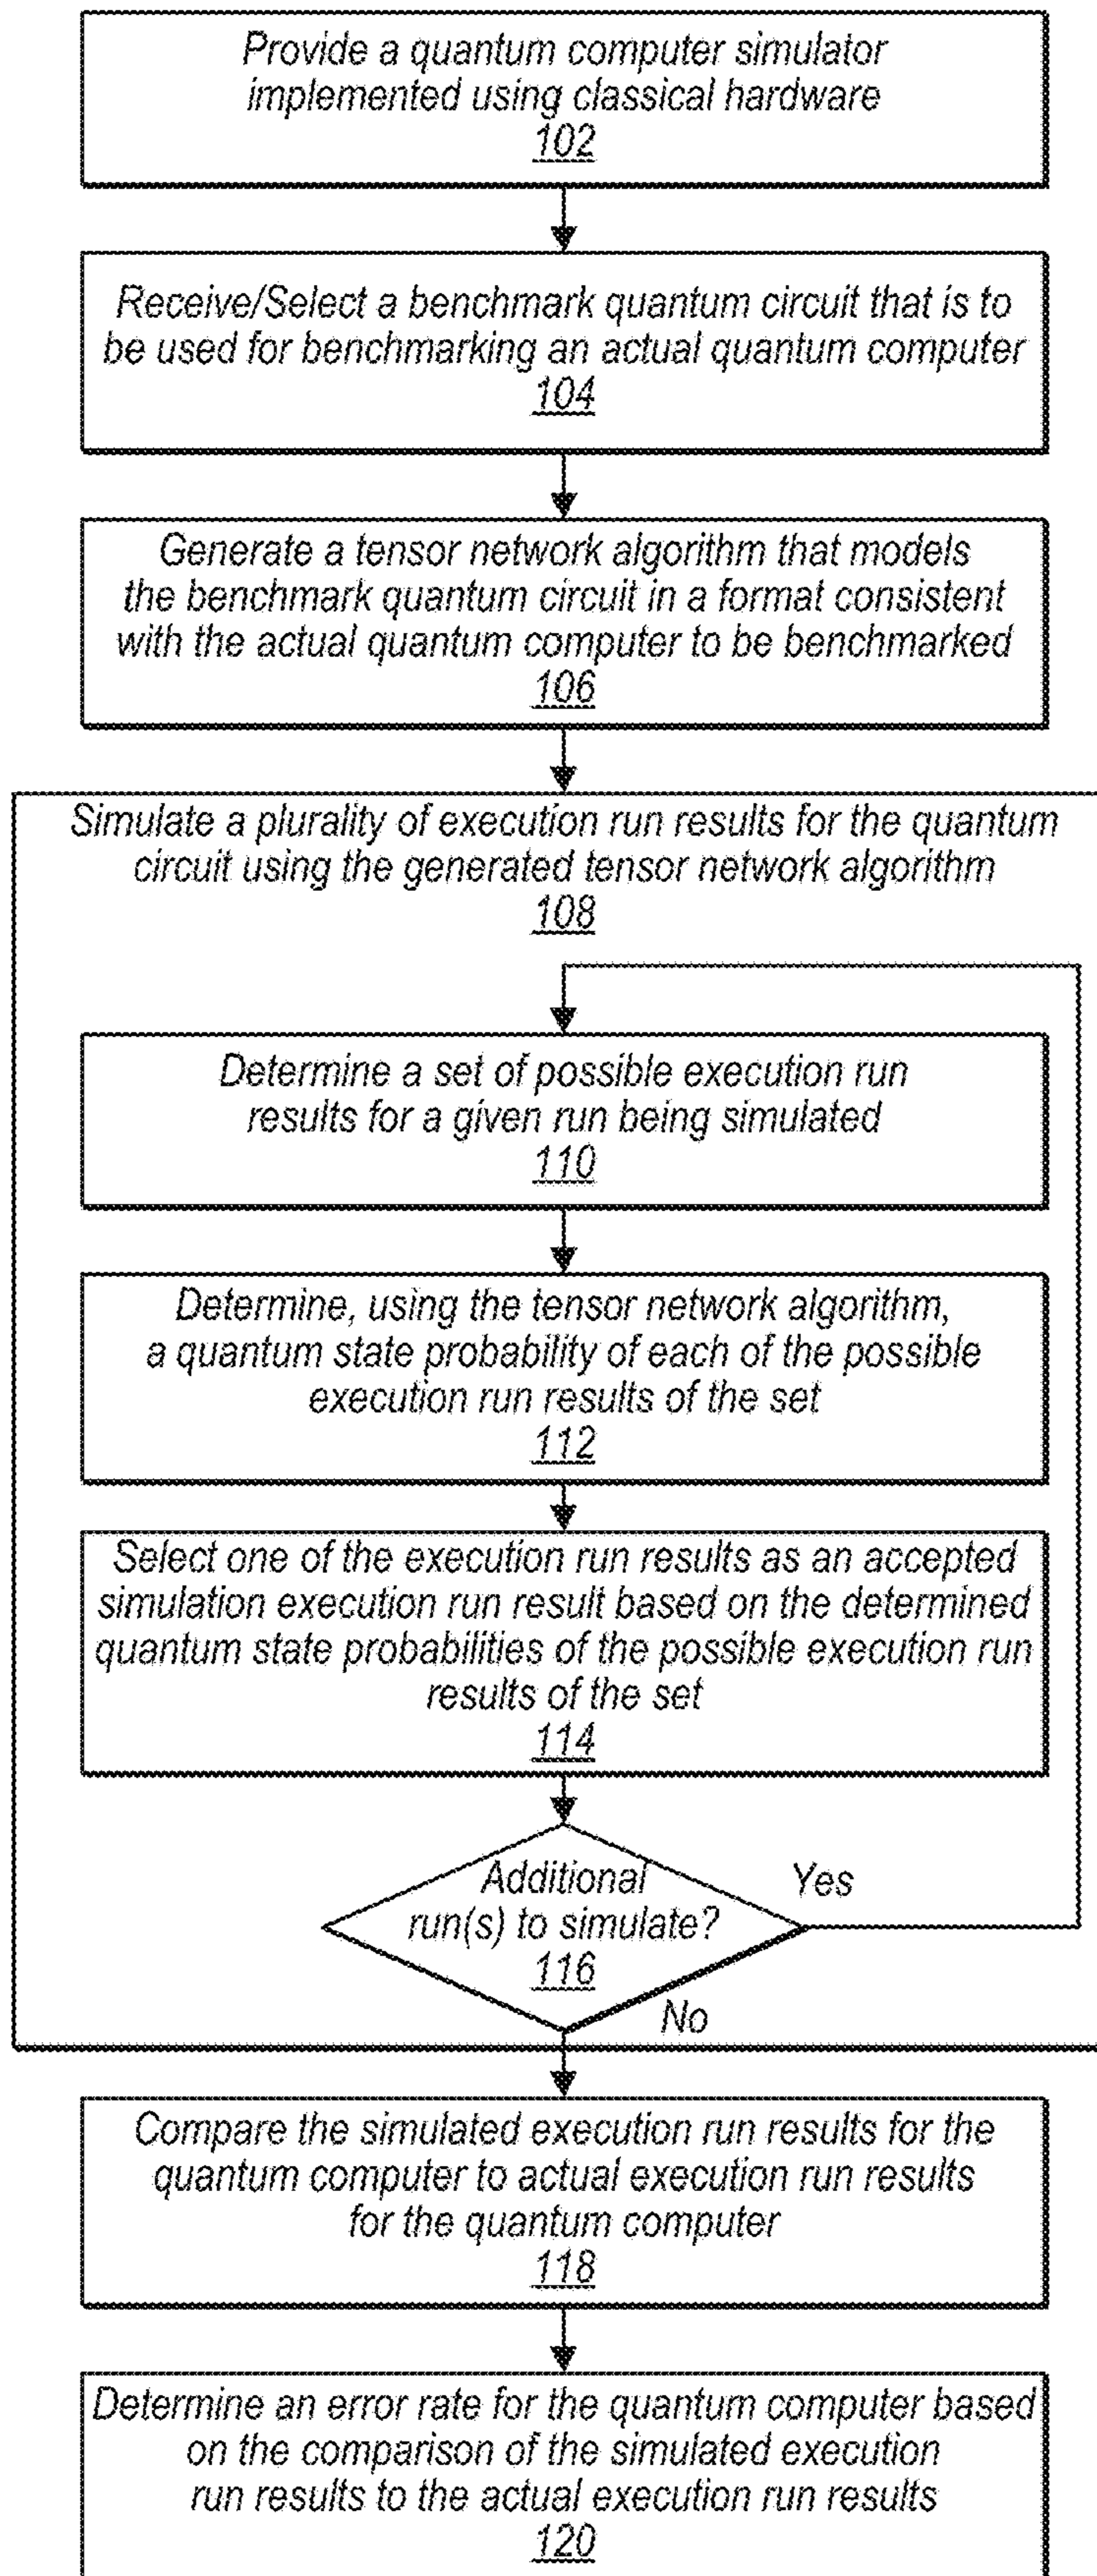 Provide a quantum computer simulator
implemented using classical hardware
102
Receive/Select a benchmark quantum circuit that is to
be used for benchmarking an actual quantum computer
104
Generate a tensor network algorithm that models
the benchmark quantum circuit in a format consistent
with the actual quantum computer to be benchmarked
106
Simulate a plurality of execution run results for the quantum
circuit using the generated tensor network algorithm
108
Determine a set of possible execution run
results for a given run being simulated
110
Determine, using the tensor network algorithm,
a quantum state probability of each of the possible
execution run results of the set
112
Select one of the execution run results as an accepted
simulation execution run result based on the determined
quantum state probabilities of the possible execution run
results of the set
114
Additional
run(s) to simulate?
116
Yes
No
Compare the simulated execution run results for the
quantum computer to actual execution run results
for the quantum computer
118
Determine an error rate for the quantum computer based
on the comparison of the simulated execution
run results to the actual execution run results
120